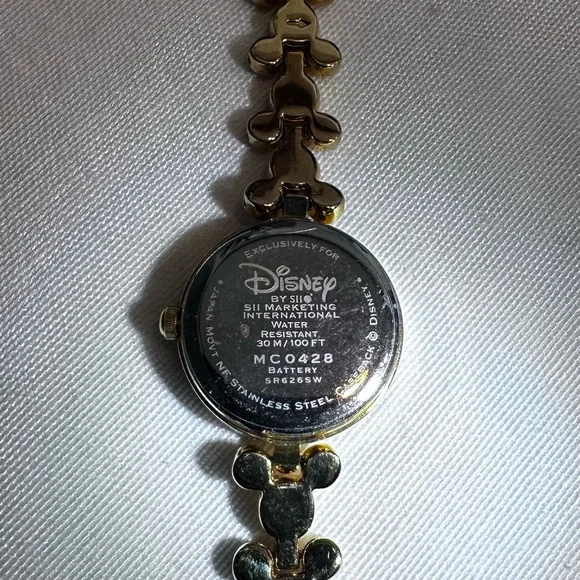 EXCLUSIVELY FOR
Disney
BY SII
SII MARKETING
INTERNATIONAL
WATER
RESISTANT
30 M/100 FT
MC0428
BATTERY
SR626SW
JAPAN MOV'T NF STAINLESS STEEL CASEBACK © DISNEY